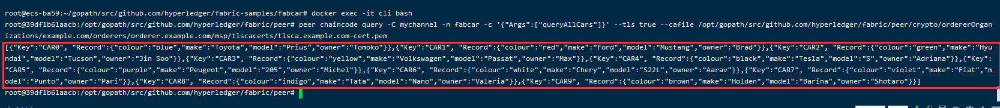 root@ecs-ba59:~/gopath/src/github.com/hyperledger/fabric-samples/fabcar# docker exec -it cli bash
root@39df1b61aacb:/opt/gopath/src/github.com/hyperledger/fabric/peer# peer chaincode query -C mychannel -n fabcar -c '{"Args":["queryAllCars"]}' --tls true --cafile /opt/gopath/src/github.com/hyperledger/fabric/peer/crypto/ordererOrgan
izations/example.com/orderers/orderer.example.com/msp/tlscacerts/tlsca.example.com-cert.pem
[{"Key":"CAR0", "Record":{"colour":"blue","make":"Toyota","model":"Prius","owner":"Tomoko"}},{"Key":"CAR1", "Record":{"colour":"red","make":"Ford","model":"Mustang","owner":"Brad"}},{"Key":"CAR2", "Record":{"colour":"green","make":"Hyu
ndai","model":"Tucson","owner":"Jin Soo"}},{"Key":"CAR3", "Record":{"colour":"yellow","make":"Volkswagen","model":"Passat","owner":"Max"}},{"Key":"CAR4", "Record":{"colour":"black","make":"Tesla","model":"S","owner":"Adriana"}},{"Key":
"CAR5", "Record":{"colour":"purple","make":"Peugeot","model":"205","owner":"Michel"}},{"Key":"CAR6", "Record":{"colour":"white","make":"Chery","model":"S22L","owner":"Aarav"}},{"Key":"CAR7", "Record":{"colour":"violet","make":"Fiat","m
odel":"Punto","owner":"Pari"}},{"Key":"CAR8", "Record":{"colour":"indigo","make":"Tata","model":"Nano","owner":"Valeria"}},{"Key":"CAR9", "Record":{"colour":"brown","make":"Holden","model":"Barina","owner":"Shotaro"}}]
root@39df1b61aacb:/opt/gopath/src/github.com/hyperledger/fabric/peer#